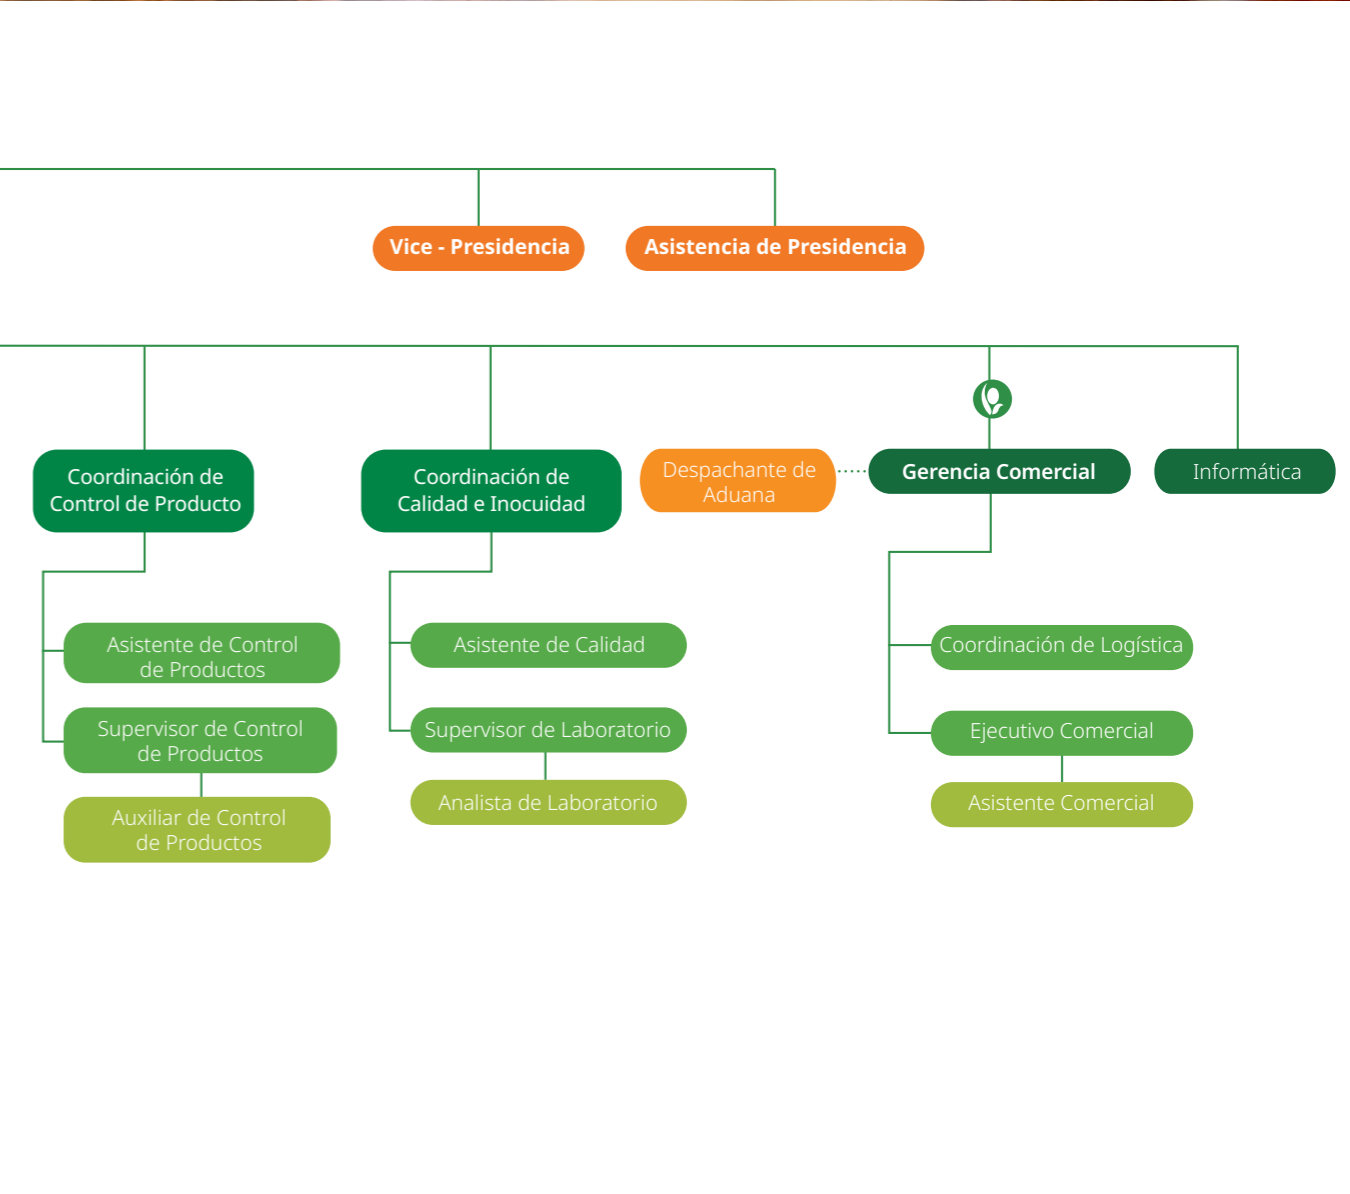 Vice - Presidencia
Asistencia de Presidencia
Coordinación de
Control de Producto
Coordinación de
Calidad e Inocuidad
Despachante de
Aduana
Gerencia Comercial
Informática
Asistente de Control
de Productos
Supervisor de Control
de Productos
Auxiliar de Control
de Productos
Asistente de Calidad
Supervisor de Laboratorio
Analista de Laboratorio
Coordinación de Logística
Ejecutivo Comercial
Asistente Comercial